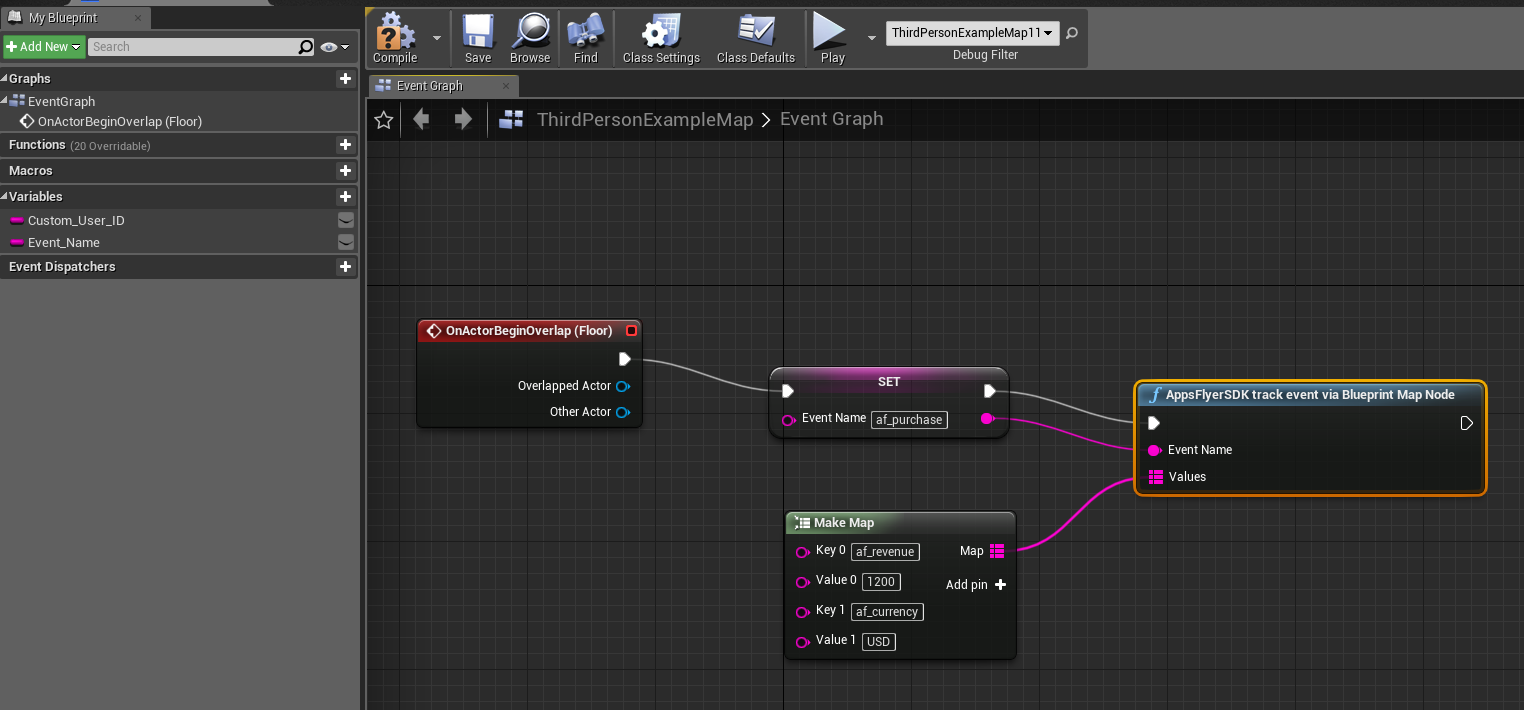 My Blueprint
Add New
Search
Graphs
EventGraph
OnActorBeginOverlap (Floor)
Functions (20 Overridable)
Macros
Variables
Custom_User_ID
Event_Name
Event Dispatchers
Compile
Save
Browse
Find
Class Settings
Class Defaults
Play
ThirdPersonExampleMap11
Debug Filter
Event Graph
ThirdPersonExampleMap > Event Graph
OnActorBeginOverlap (Floor)
Overlapped Actor
Other Actor
SET
Event Name af_purchase
AppsFlyerSDK track event via Blueprint Map Node
Event Name
Values
Make Map
Key 0 af_revenue Map
Value 0 1200 Add pin
Key 1 af_currency
Value 1 USD